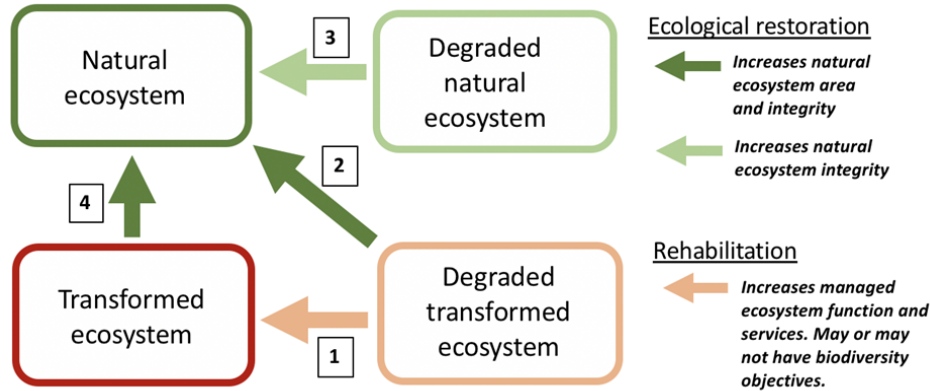 Natural
ecosystem
3
Degraded
natural
ecosystem
Ecological restoration
Increases natural
ecosystem area
and integrity
Increases natural
ecosystem integrity
2
4
Transformed
ecosystem
1
Degraded
transformed
ecosystem
Rehabilitation
Increases managed
ecosystem function and
services. May or may
not have biodiversity
objectives.